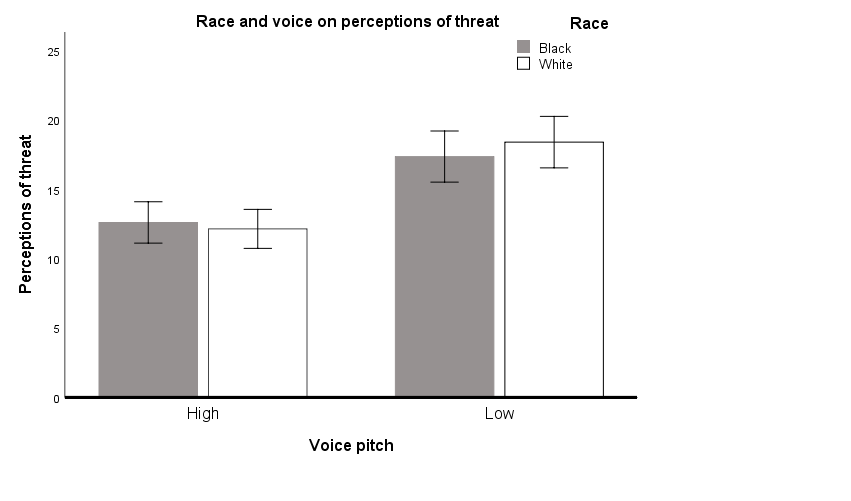 Race and voice on perceptions of threat
Race
Black
White
Perceptions of threat
25
20
15
10
5
0
High
Low
Voice pitch